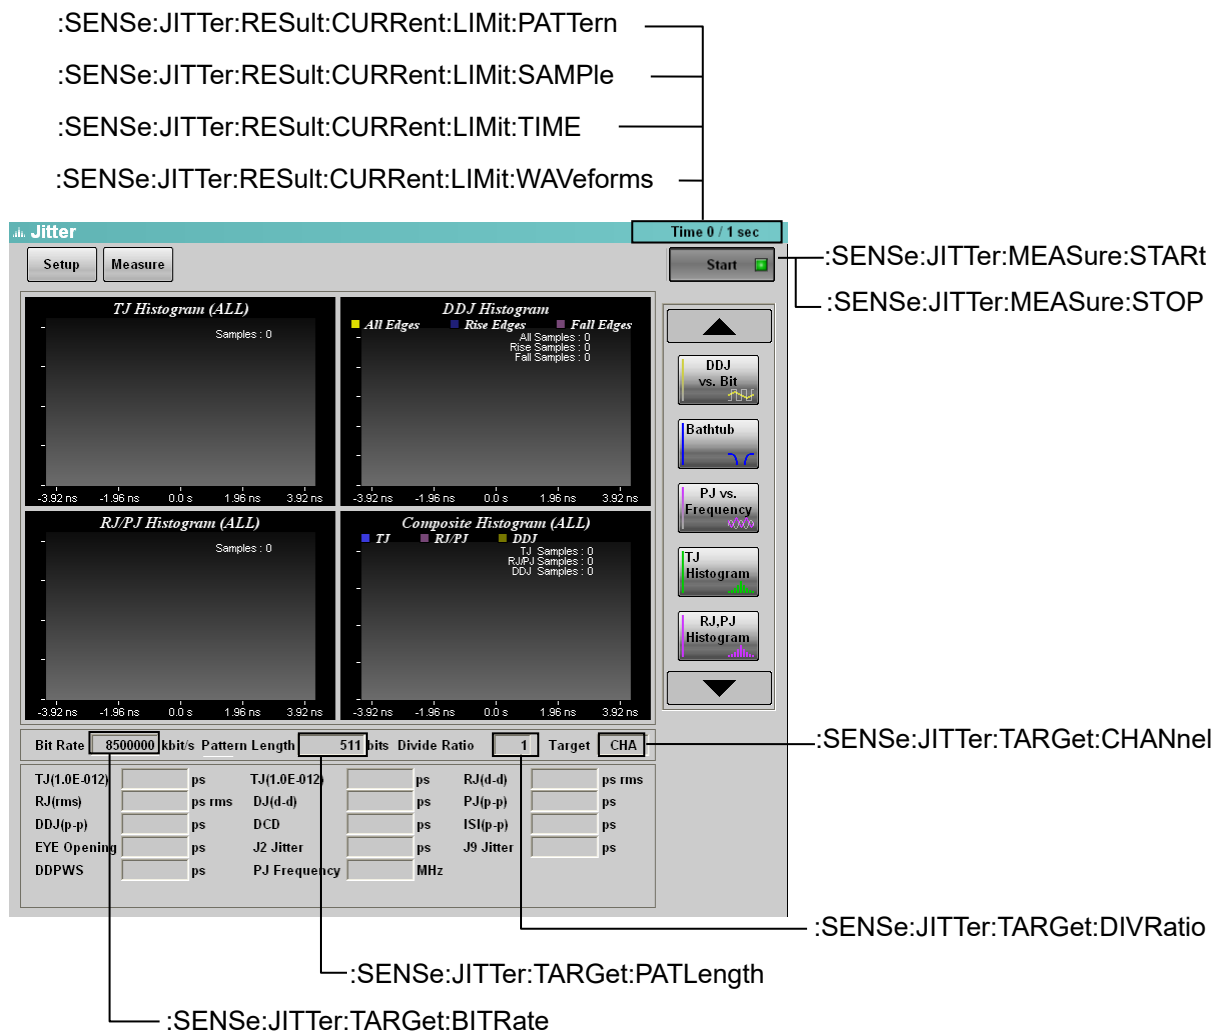 :SENSe:JITTer:RESult:CURRent:LIMit:PATTern
:SENSe:JITTer:RESult:CURRent:LIMit:SAMPle
:SENSe:JITTer:RESult:CURRent:LIMit:TIME
:SENSe:JITTer:RESult:CURRent:LIMit:WAVeforms
Jitter
Time 0 / 1 sec
Setup Measure Start
:SENSe:JITTer:MEASure:STARt
:SENSe:JITTer:MEASure:STOP
TJ Histogram (ALL)
Samples : 0
-3.92 ns -1.96 ns 0.0 s 1.96 ns 3.92 ns
DDJ Histogram
All Edges Rise Edges Fall Edges
All Samples : 0
Rise Samples : 0
Fall Samples : 0
-3.92 ns -1.96 ns 0.0 s 1.96 ns 3.92 ns
RJ/PJ Histogram (ALL)
Samples : 0
-3.92 ns -1.96 ns 0.0 s 1.96 ns 3.92 ns
Composite Histogram (ALL)
TJ RJ/PJ DDJ
TJ Samples : 0
RJ/PJ Samples : 0
DDJ Samples : 0
-3.92 ns -1.96 ns 0.0 s 1.96 ns 3.92 ns
DDJ
vs. Bit
Bathtub
PJ vs.
Frequency
TJ
Histogram
RJ,PJ
Histogram
Bit Rate 8500000 kbit/s Pattern Length 511 bits Divide Ratio 1 Target CHA
:SENSe:JITTer:TARGet:CHANnel
TJ(1.0E-012) ps TJ(1.0E-012) ps RJ(d-d) ps rms
RJ(rms) ps rms DJ(d-d) ps PJ(p-p) ps
DDJ(p-p) ps DCD ps ISI(p-p) ps
EYE Opening ps J2 Jitter ps J9 Jitter ps
DDPWS ps PJ Frequency MHz
:SENSe:JITTer:TARGet:DIVRatio
:SENSe:JITTer:TARGet:PATLength
:SENSe:JITTer:TARGet:BITRate